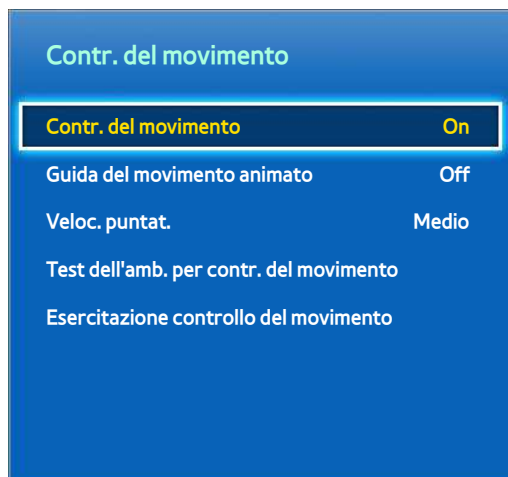 Contr. del movimento
Contr. del movimento On
Guida del movimento animato Off
Veloc. puntat. Medio
Test dell'amb. per contr. del movimento
Esercitazione controllo del movimento